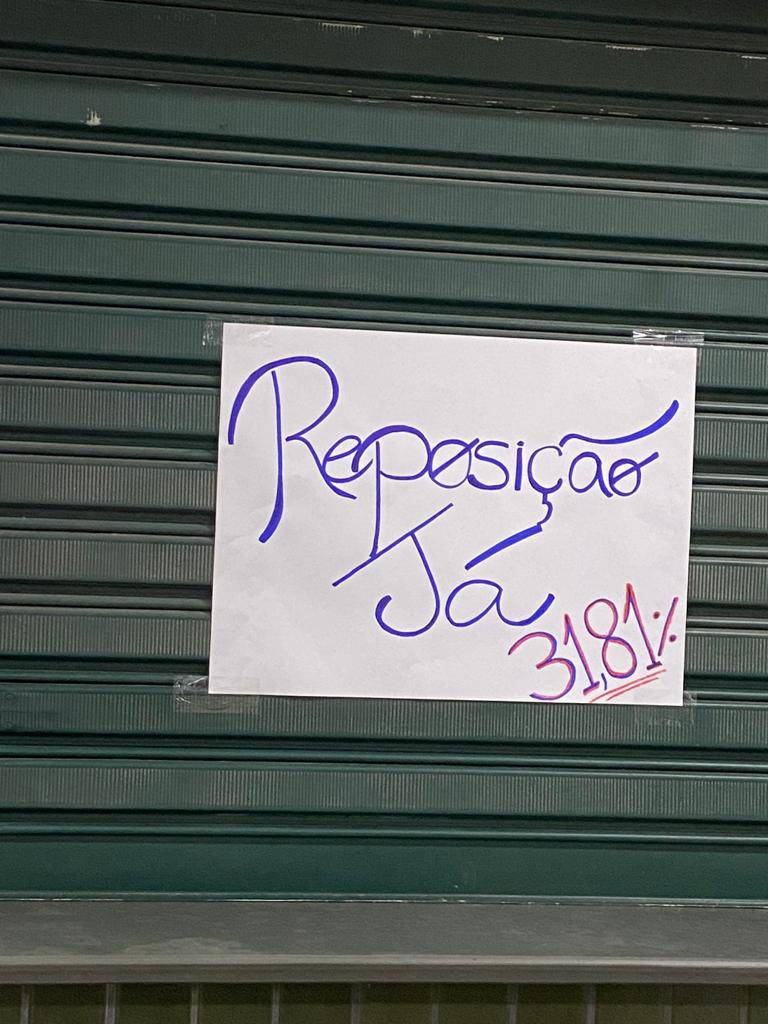 Reposição
Já
31,81%